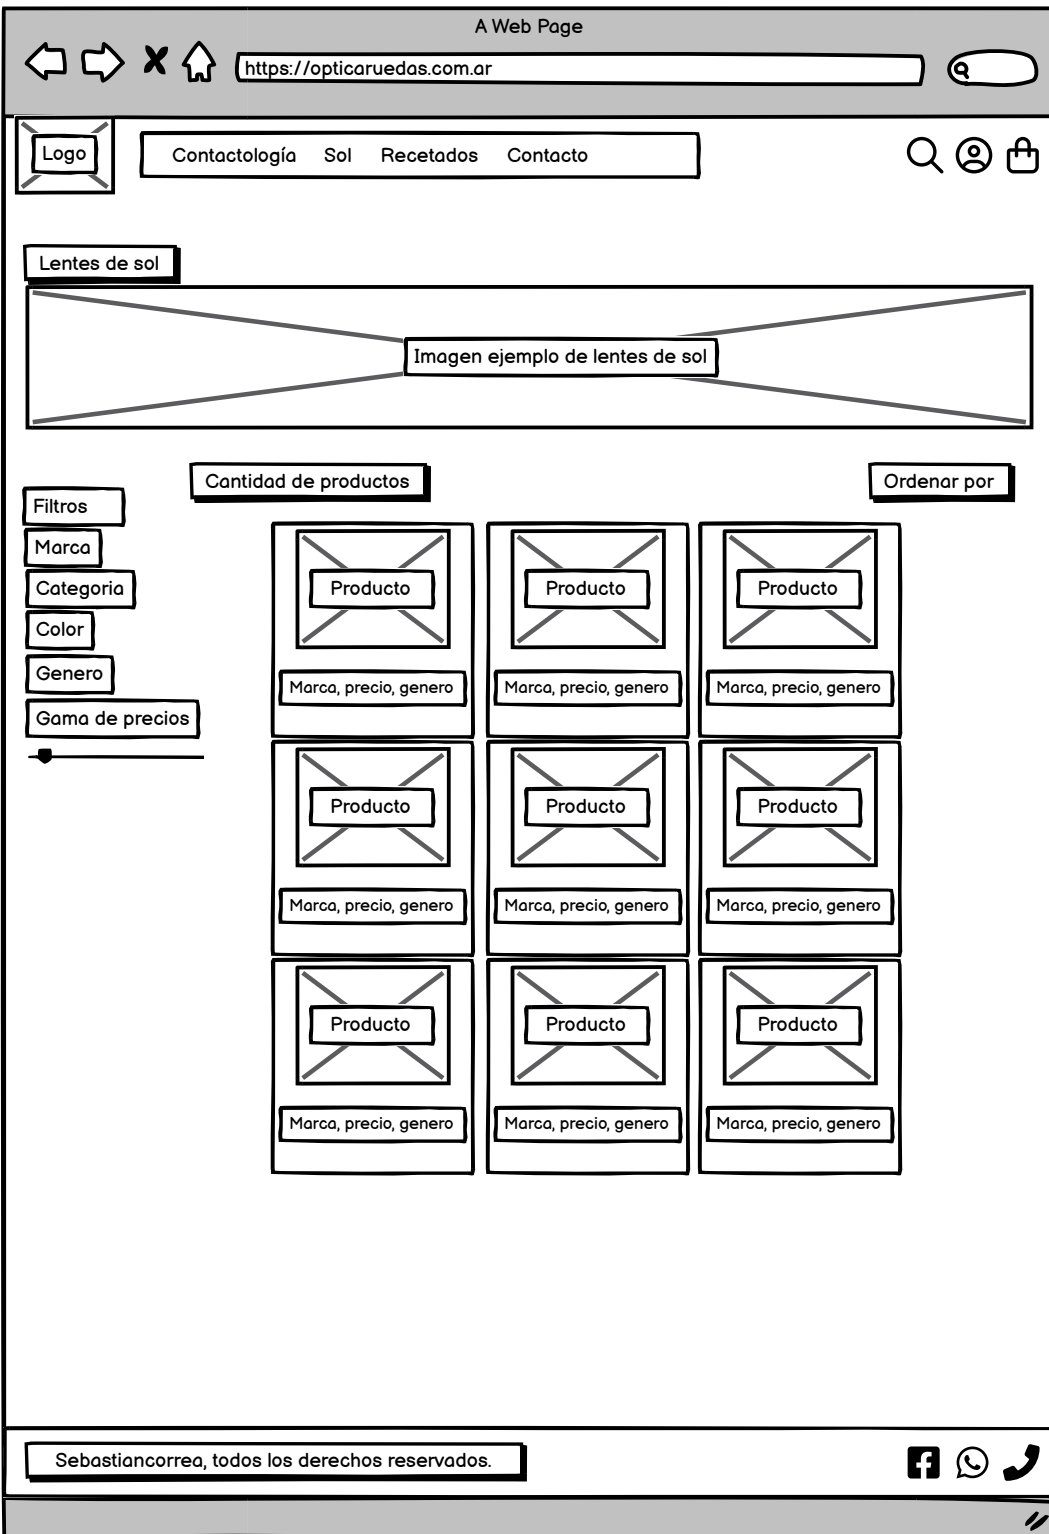 A Web Page
https://opticaruedas.com.ar
Logo
Contactología Sol Recetados Contacto
Lentes de sol
Imagen ejemplo de lentes de sol
Cantidad de productos
Ordenar por
Filtros
Marca
Categoria
Color
Genero
Gama de precios
Producto Producto Producto
Marca, precio, genero Marca, precio, genero Marca, precio, genero
Producto Producto Producto
Marca, precio, genero Marca, precio, genero Marca, precio, genero
Producto Producto Producto
Marca, precio, genero Marca, precio, genero Marca, precio, genero
Sebastiancorrea, todos los derechos reservados.